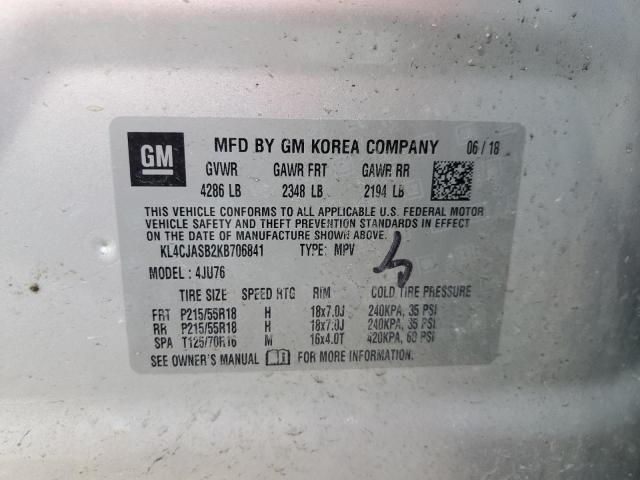 GM MFD BY GM KOREA COMPANY 06/18
GVWR GAWR FRT GAWR RR
4286 LB 2348 LB 2194 LB
THIS VEHICLE CONFORMS TO ALL APPLICABLE U.S. FEDERAL MOTOR
VEHICLE SAFETY AND THEFT PREVENTION STANDARDS IN EFFECT
ON THE DATE OF MANUFACTURE SHOWN ABOVE.
KL4CJASB2KB706841 TYPE: MPV
MODEL: 4JU76
TIRE SIZE SPEED RTG RIM COLD TIRE PRESSURE
FRT P215/55R18 H 18x7.0J 240KPA, 35 PSI
RR P215/55R18 H 18x7.0J 240KPA, 35 PSI
SPA T125/70R16 M 16x4.0T 420KPA, 60 PSI
SEE OWNER'S MANUAL FOR MORE INFORMATION.